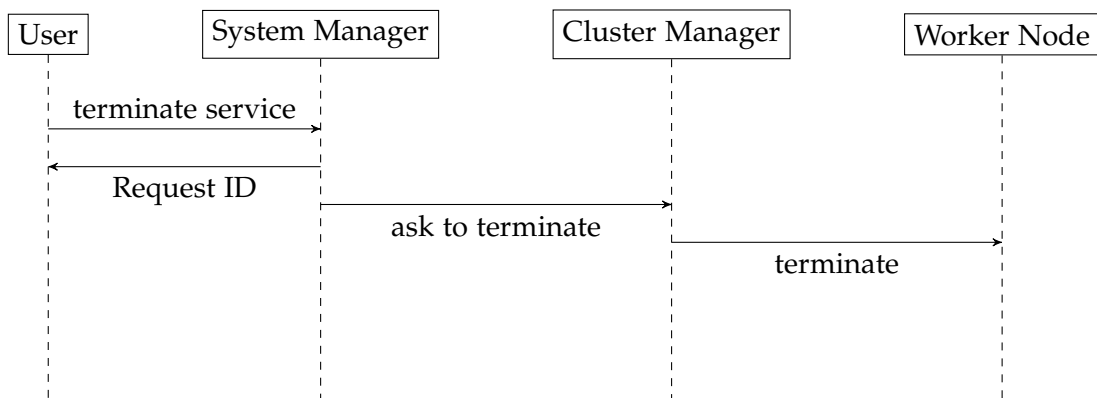 User
System Manager
Cluster Manager
Worker Node
terminate service
Request ID
ask to terminate
terminate